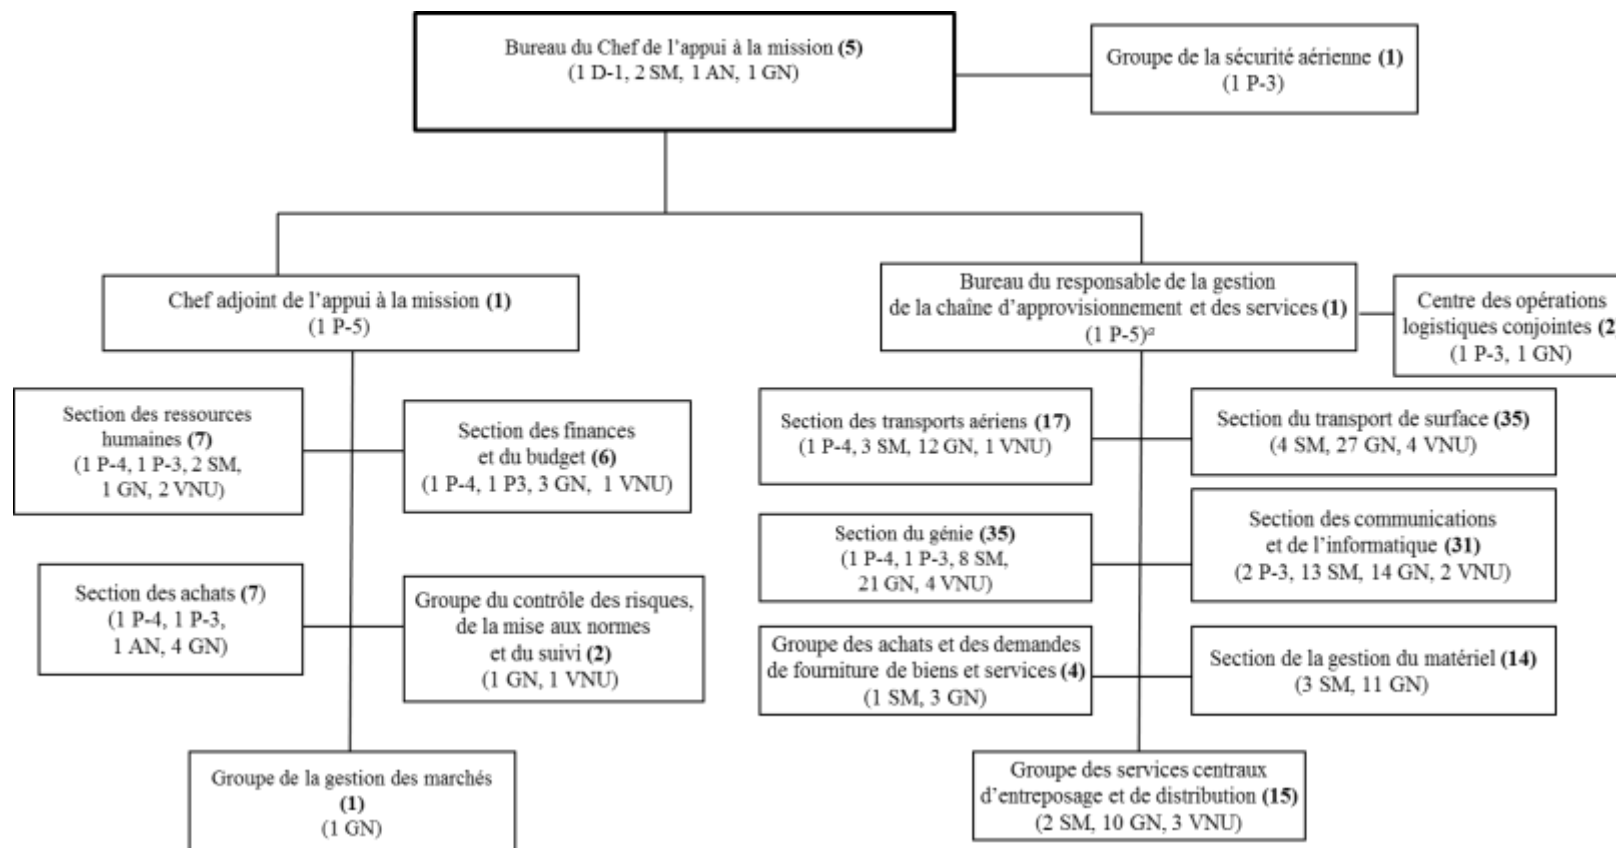 Bureau du Chef de l’appui à la mission (5)
(1 D-1, 2 SM, 1 AN, 1 GN)
Groupe de la sécurité aérienne (1)
(1 P-3)
Chef adjoint de l’appui à la mission (1)
(1 P-5)
Bureau du responsable de la gestion
de la chaîne d’approvisionnement et des services (1)
(1 P-5)a
Centre des opérations
logistiques conjointes (2
(1 P-3, 1 GN)
Section des ressources
humaines (7)
(1 P-4, 1 P-3, 2 SM,
1 GN, 2 VNU)
Section des finances
et du budget (6)
(1 P-4, 1 P3, 3 GN, 1 VNU)
Section des achats (7)
(1 P-4, 1 P-3,
1 AN, 4 GN)
Groupe du contrôle des risques,
de la mise aux normes
et du suivi (2)
(1 GN, 1 VNU)
Groupe de la gestion des marchés
(1)
(1 GN)
Section des transports aériens (17)
(1 P-4, 3 SM, 12 GN, 1 VNU)
Section du transport de surface (35)
(4 SM, 27 GN, 4 VNU)
Section du génie (35)
(1 P-4, 1 P-3, 8 SM,
21 GN, 4 VNU)
Section des communications
et de l’informatique (31)
(2 P-3, 13 SM, 14 GN, 2 VNU)
Groupe des achats et des demandes
de fourniture de biens et services (4)
(1 SM, 3 GN)
Section de la gestion du matériel (14)
(3 SM, 11 GN)
Groupe des services centraux
d’entreposage et de distribution (15)
(2 SM, 10 GN, 3 VNU)